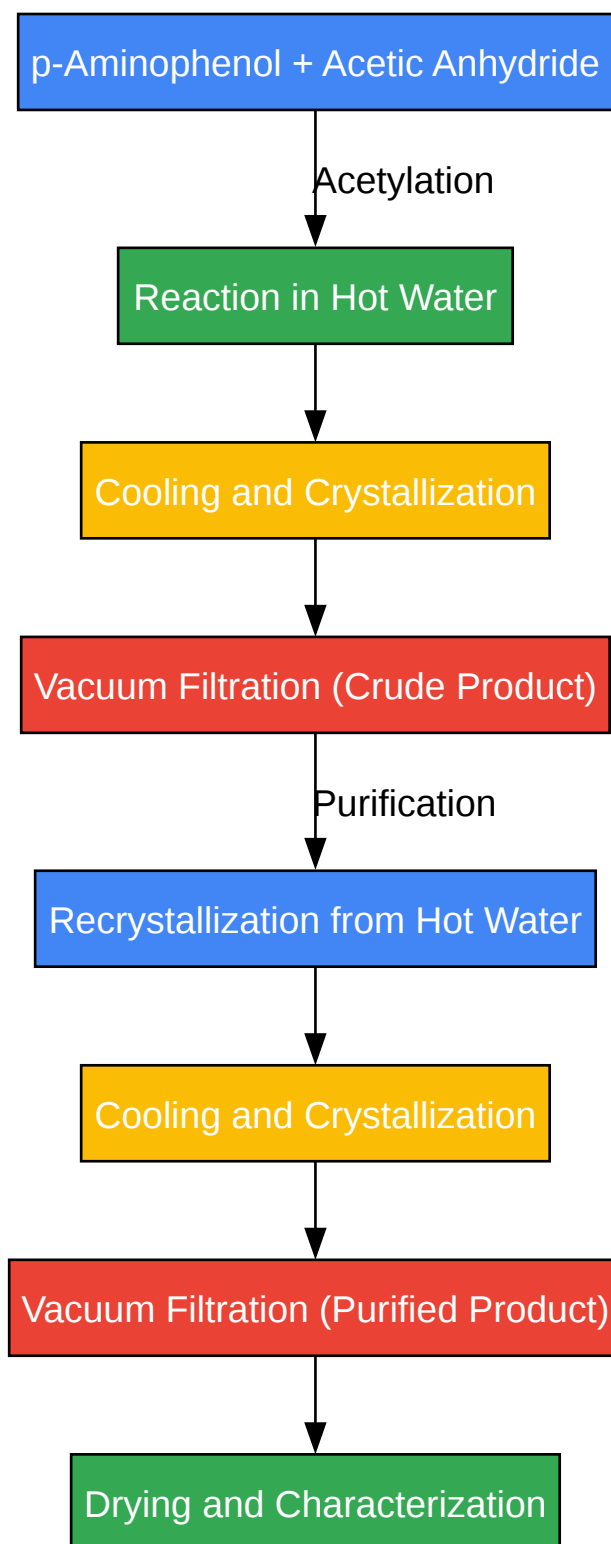 p-Aminophenol + Acetic Anhydride
Acetylation
Reaction in Hot Water
Cooling and Crystallization
Vacuum Filtration (Crude Product)
Purification
Recrystallization from Hot Water
Cooling and Crystallization
Vacuum Filtration (Purified Product)
Drying and Characterization